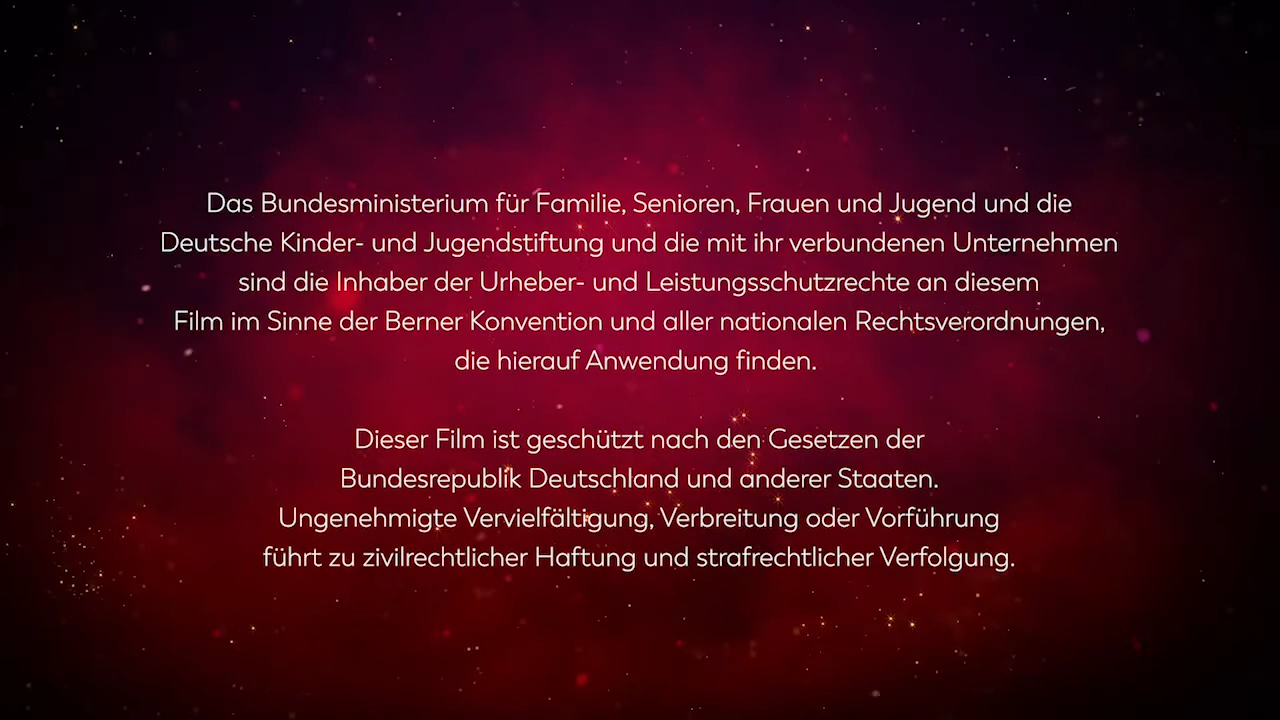 Das Bundesministerium für Familie, Senioren, Frauen und Jugend und die
Deutsche Kinder- und Jugendstiftung und die mit ihr verbundenen Unternehmen
sind die Inhaber der Urheber- und Leistungsschutzrechte an diesem
Film im Sinne der Berner Konvention und aller nationalen Rechtsverordnungen,
die hierauf Anwendung finden.
Dieser Film ist geschützt nach den Gesetzen der
Bundesrepublik Deutschland und anderer Staaten.
Ungenehmigte Vervielfältigung, Verbreitung oder Vorführung
führt zu zivilrechtlicher Haftung und strafrechtlicher Verfolgung.